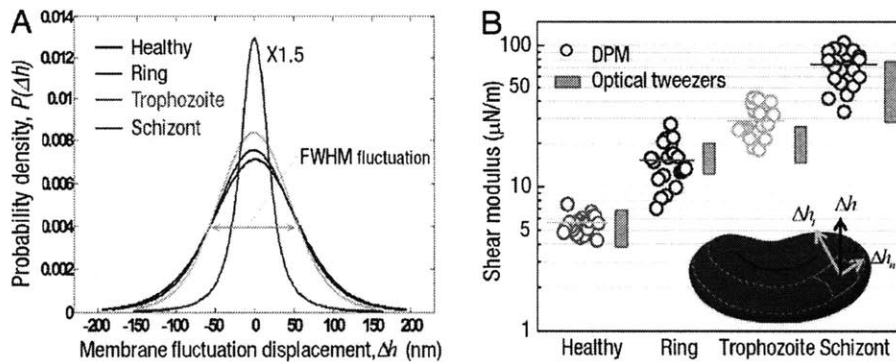 A
Probability density, P(Δh)
0.014
0.012
0.01
0.008
0.006
0.004
0.002
0
Healthy
Ring
Trophozoite
Schizont
X1.5
FWHM fluctuation
-200 -150 -100 -50 0 50 100 150 200
Membrane fluctuation displacement, Δh (nm)
B
Shear modulus (μN/m)
100
50
10
5
1
DPM
Optical tweezers
Δh
Δht
Δhn
Healthy Ring Trophozoite Schizont